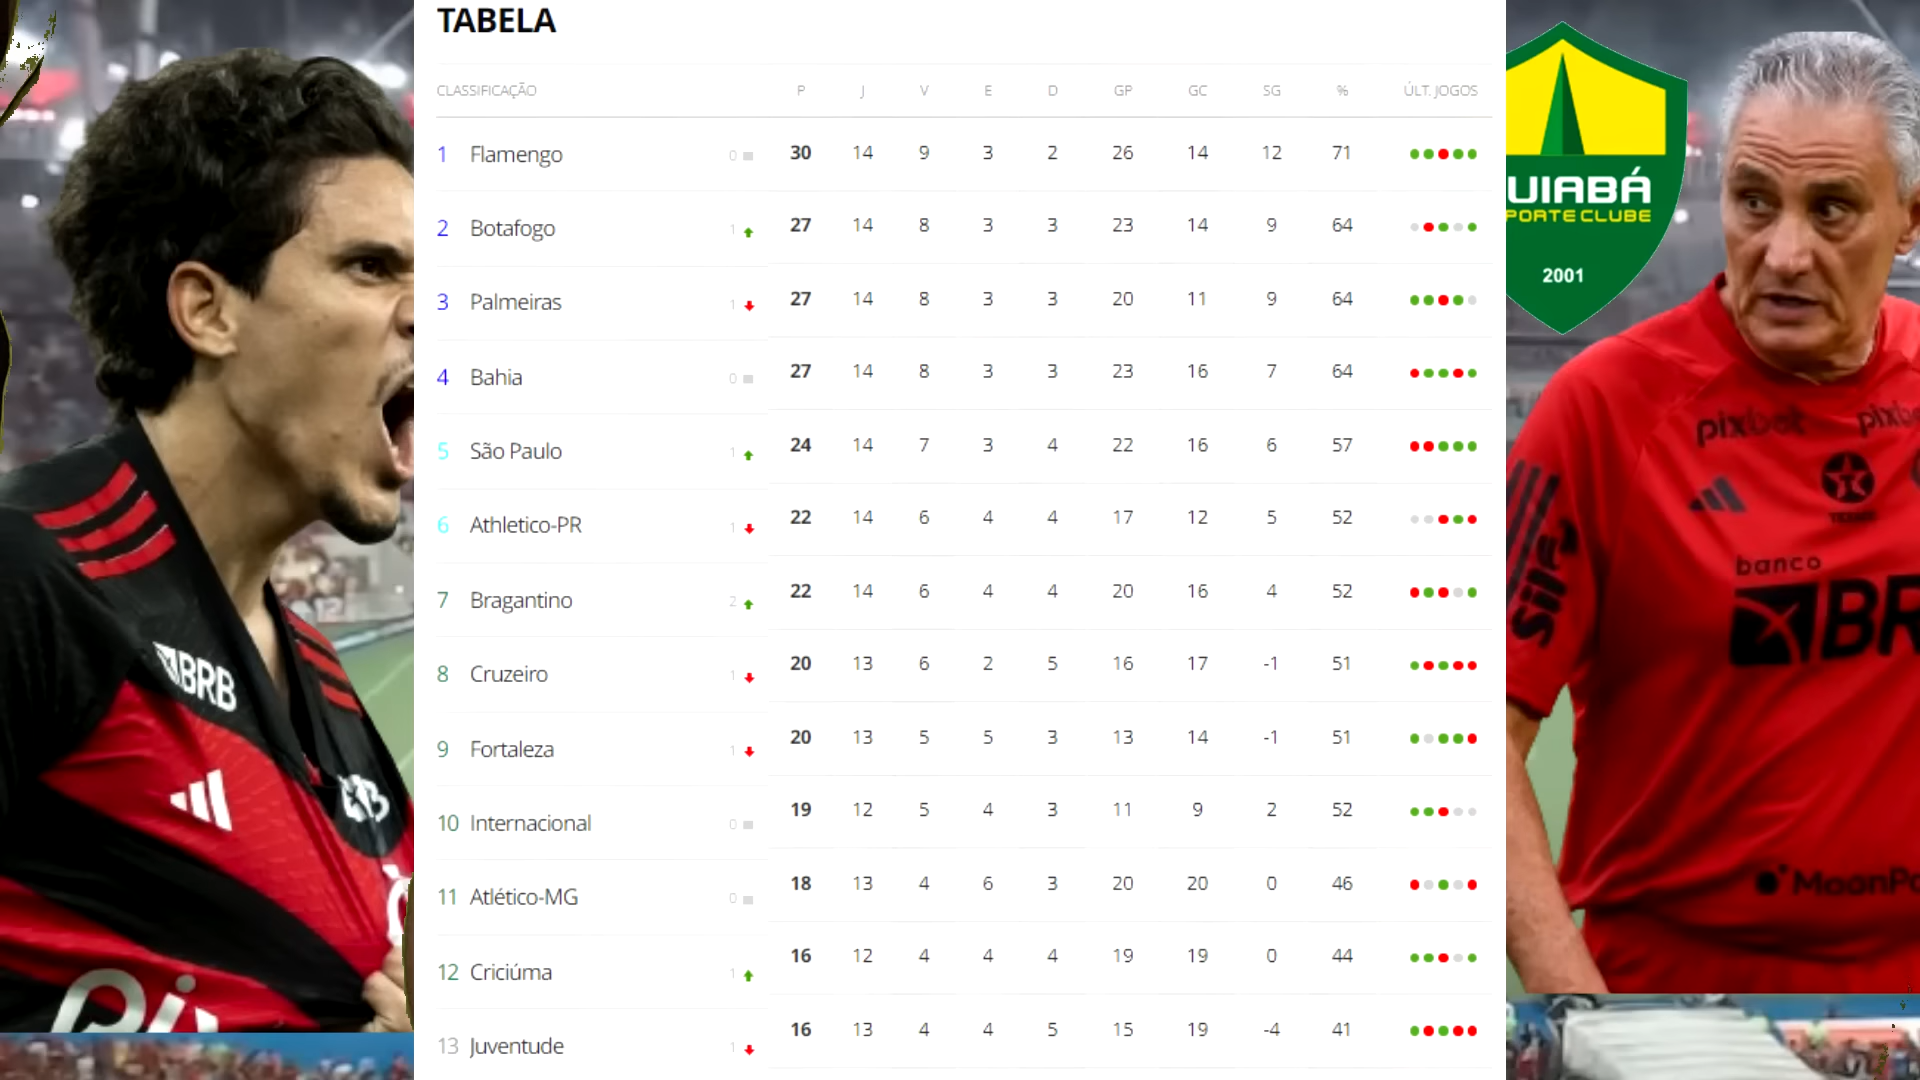 TABELA
CLASSIFICAÇÃO P J V E D GP GC SG % ÚLT. JOGOS
1 Flamengo 0 30 14 9 3 2 26 14 12 71
2 Botafogo 1 27 14 8 3 3 23 14 9 64
3 Palmeiras 1 27 14 8 3 3 20 11 9 64
4 Bahia 0 27 14 8 3 3 23 16 7 64
5 São Paulo 1 24 14 7 3 4 22 16 6 57
6 Athletico-PR 1 22 14 6 4 4 17 12 5 52
7 Bragantino 2 22 14 6 4 4 20 16 4 52
8 Cruzeiro 1 20 13 6 2 5 16 17 -1 51
9 Fortaleza 1 20 13 5 5 3 13 14 -1 51
10 Internacional 0 19 12 5 4 3 11 9 2 52
11 Atlético-MG 0 18 13 4 6 3 20 20 0 46
12 Criciúma 1 16 12 4 4 4 19 19 0 44
13 Juventude 1 16 13 4 4 5 15 19 -4 41
BRB
UIABÁ
PORTE CLUBE
2001
pixbet pixb
banco
BR
MoonPa